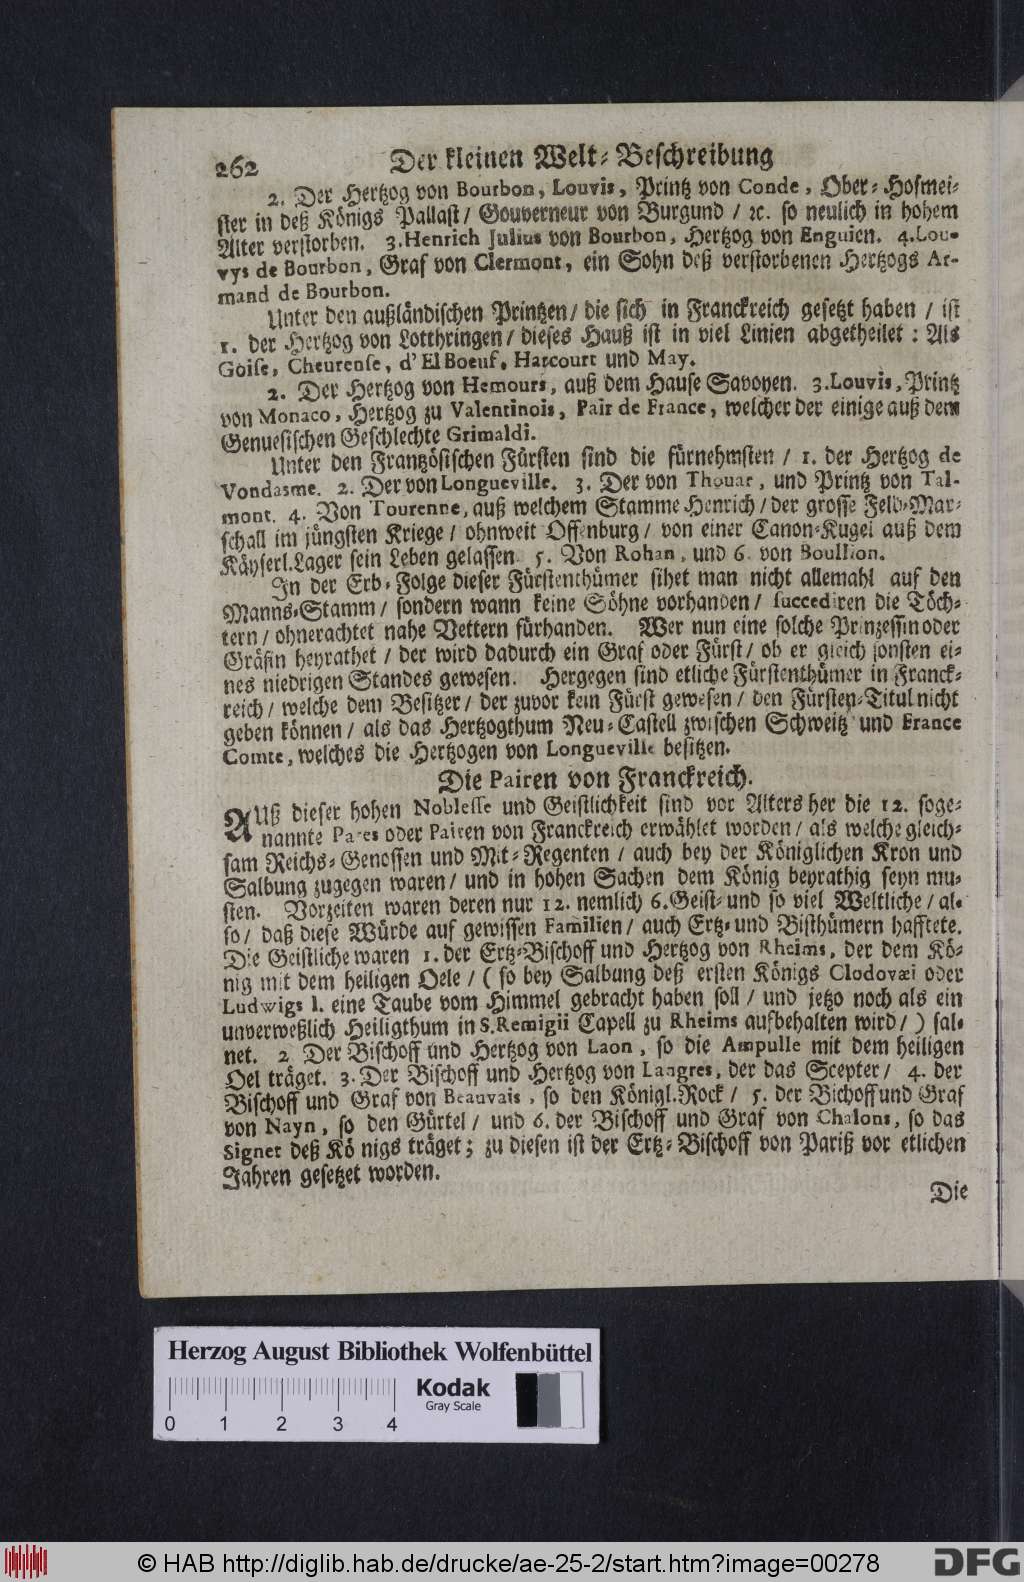 262 Der kleinen Welt-Beschreibung
2. Der Hertzog von Bourbon, Louvis, Printz von Conde, Ober-Hofmei-
ster in deß Königs Pallast/ Gouverneur von Burgund / ꝛc. so neulich in hohem
Alter verstorben. 3. Henrich Julius von Bourbon, Hertzog von Enguien. 4. Lou-
vys de Bourbon, Graf von Clermont, ein Sohn deß verstorbenen Hertzogs Ar-
mand de Bourbon.
Unter den außländischen Printzen/ die sich in Franckreich gesetzt haben / ist
1. der Hertzog von Lotthringen/ dieses Hauß ist in viel Linien abgetheilet: Als
Goise, Cheurense, d'El Boeuf, Harcourt und May.
2. Der Hertzog von Hemours, auß dem Hause Savoyen. 3. Louvis, Printz
von Monaco, Hertzog zu Valentinois, Pair de France, welcher der einige auß dem
Genuesischen Geschlechte Grimaldi.
Unter den Frantzösischen Fürsten sind die fürnehmsten / 1. der Hertzog de
Vondasme. 2. Der von Longueville. 3. Der von Thouar, und Printz von Tal-
mont. 4. Von Tourenne, auß welchem Stamme Henrich/ der grosse Feld-Mar-
schall im jüngsten Kriege / ohnweit Offenburg / von einer Canon-Kugel auß dem
Käyserl. Lager sein Leben gelassen. 5. Von Rohan, und 6. von Boullion.
In der Erb-Folge dieser Fürstenthümer sihet man nicht allemahl auf den
Manns-Stamm/ sondern wann keine Söhne vorhanden/ succediren die Töch-
tern/ ohnerachtet nahe Vettern fürhanden. Wer nun eine solche Prinzessin oder
Gräfin heyrathet / der wird dadurch ein Graf oder Fürst/ ob er gleich sonsten ei-
nes niedrigen Standes gewesen. Hergegen sind etliche Fürstenthümer in Franck-
reich/ welche dem Besitzer/ der zuvor kein Fürst gewesen/ den Fürsten-Titul nicht
geben können/ als das Hertzogthum Neu-Castell zwischen Schweitz und France
Comte, welches die Hertzogen von Longueville besitzen.
Die Pairen von Franckreich.
AUß dieser hohen Noblesse und Geistlichkeit sind vor Alters her die 12. soge-
nannte Pares oder Pairen von Franckreich erwählet worden/ als welche gleich-
sam Reichs-Genossen und Mit-Regenten / auch bey der Königlichen Kron und
Salbung zugegen waren/ und in hohen Sachen dem König beyräthig seyn mu-
sten. Vorzeiten waren deren nur 12. nemlich 6. Geist- und so viel Weltliche/ al-
so/ daß diese Würde auf gewissen Familien/ auch Ertz- und Bisthümern hafftete.
Die Geistliche waren 1. der Ertz-Bischoff und Hertzog von Rheims, der dem Kö-
nig mit dem heiligen Oele / ( so bey Salbung deß ersten Königs Clodovæi oder
Ludwigs I. eine Taube vom Himmel gebracht haben soll / und jetzo noch als ein
unverweßlich Heiligthum in S. Remigii Capell zu Rheims aufbehalten wird/ ) sal-
net. 2 Der Bischoff und Hertzog von Laon, so die Ampulle mit dem heiligen
Oel träget. 3. Der Bischoff und Hertzog von Langres, der das Scepter/ 4. der
Bischoff und Graf von Beauvais, so den Königl. Rock/ 5. der Bichoff und Graf
von Nayn, so den Gürtel/ und 6. der Bischoff und Graf von Chalons, so das
Signet deß Königs träget; zu diesen ist der Ertz-Bischoff von Pariß vor etlichen
Jahren gesetzet worden.
Die
Herzog August Bibliothek Wolfenbüttel
Kodak
Gray Scale
0 1 2 3 4
© HAB http://diglib.hab.de/drucke/ae-25-2/start.htm?image=00278
DFG